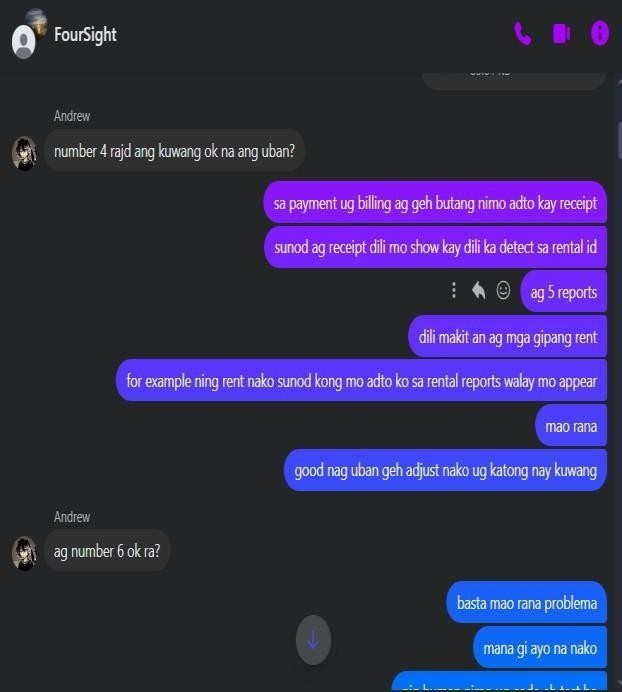 FourSight
Andrew
number 4 rajd ang kuwang ok na ang uban?
sa payment ug billing ag geh butang nimo adto kay receipt
sunod ag receipt dili mo show kay dili ka detect sa rental id
ag 5 reports
dili makit an ag mga gipang rent
for example ning rent nako sunod kong mo adto ko sa rental reports walay mo appear
mao rana
good nag uban geh adjust nako ug katong nay kuwang
Andrew
ag number 6 ok ra?
basta mao rana problema
mana gi ayo na nako